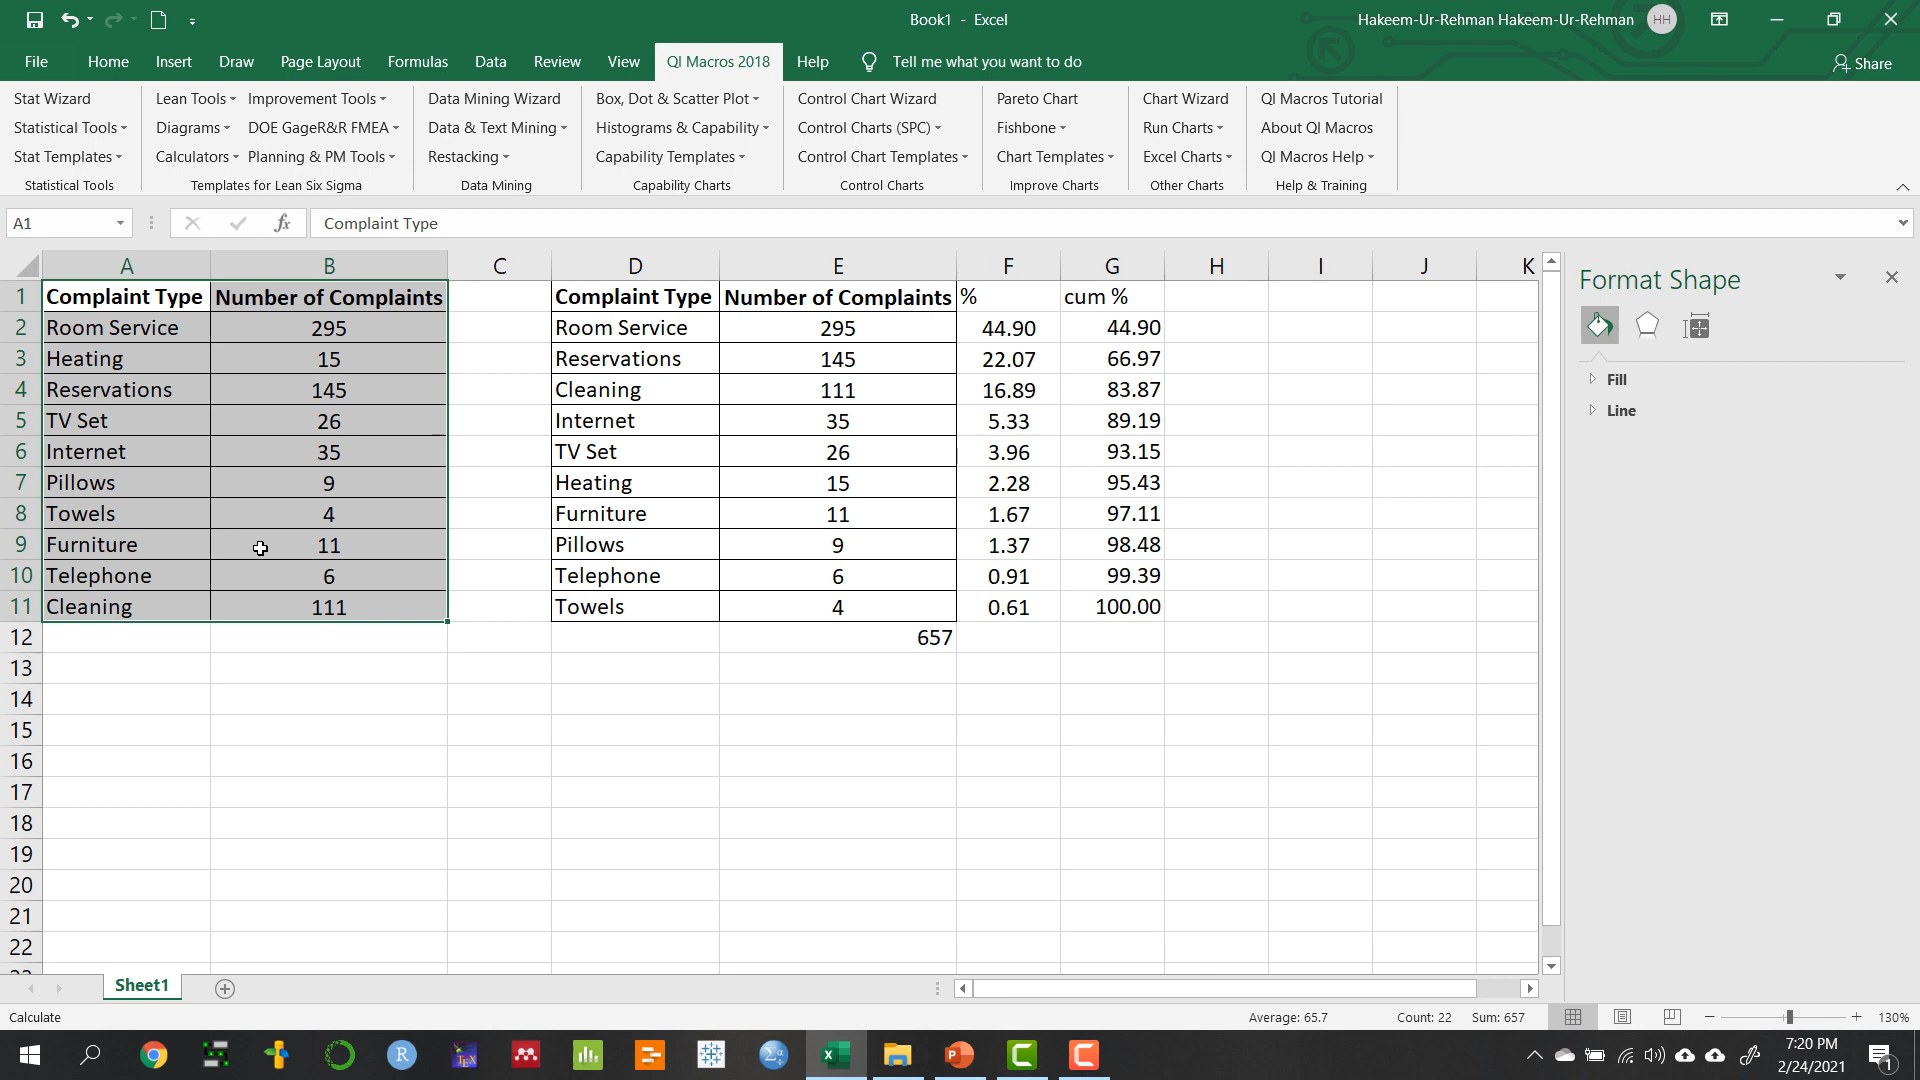 Book1 - Excel
Hakeem-Ur-Rehman Hakeem-Ur-Rehman HH
File Home Insert Draw Page Layout Formulas Data Review View QI Macros 2018 Help Tell me what you want to do Share
Stat Wizard Lean Tools Improvement Tools Data Mining Wizard Box, Dot & Scatter Plot Control Chart Wizard Pareto Chart Chart Wizard QI Macros Tutorial
Statistical Tools Diagrams DOE GageR&R FMEA Data & Text Mining Histograms & Capability Control Charts (SPC) Fishbone Run Charts About QI Macros
Stat Templates Calculators Planning & PM Tools Restacking Capability Templates Control Chart Templates Chart Templates Excel Charts QI Macros Help
Statistical Tools Templates for Lean Six Sigma Data Mining Capability Charts Control Charts Improve Charts Other Charts Help & Training
A1 fx Complaint Type
A B C D E F G H I J K
1 Complaint Type Number of Complaints Complaint Type Number of Complaints % cum %
2 Room Service 295 Room Service 295 44.90 44.90
3 Heating 15 Reservations 145 22.07 66.97
4 Reservations 145 Cleaning 111 16.89 83.87
5 TV Set 26 Internet 35 5.33 89.19
6 Internet 35 TV Set 26 3.96 93.15
7 Pillows 9 Heating 15 2.28 95.43
8 Towels 4 Furniture 11 1.67 97.11
9 Furniture 11 Pillows 9 1.37 98.48
10 Telephone 6 Telephone 6 0.91 99.39
11 Cleaning 111 Towels 4 0.61 100.00
12 657
13
14
15
16
17
18
19
20
21
22
Format Shape
Fill
Line
Sheet1
Calculate Average: 65.7 Count: 22 Sum: 657 130%
7:20 PM
2/24/2021
1